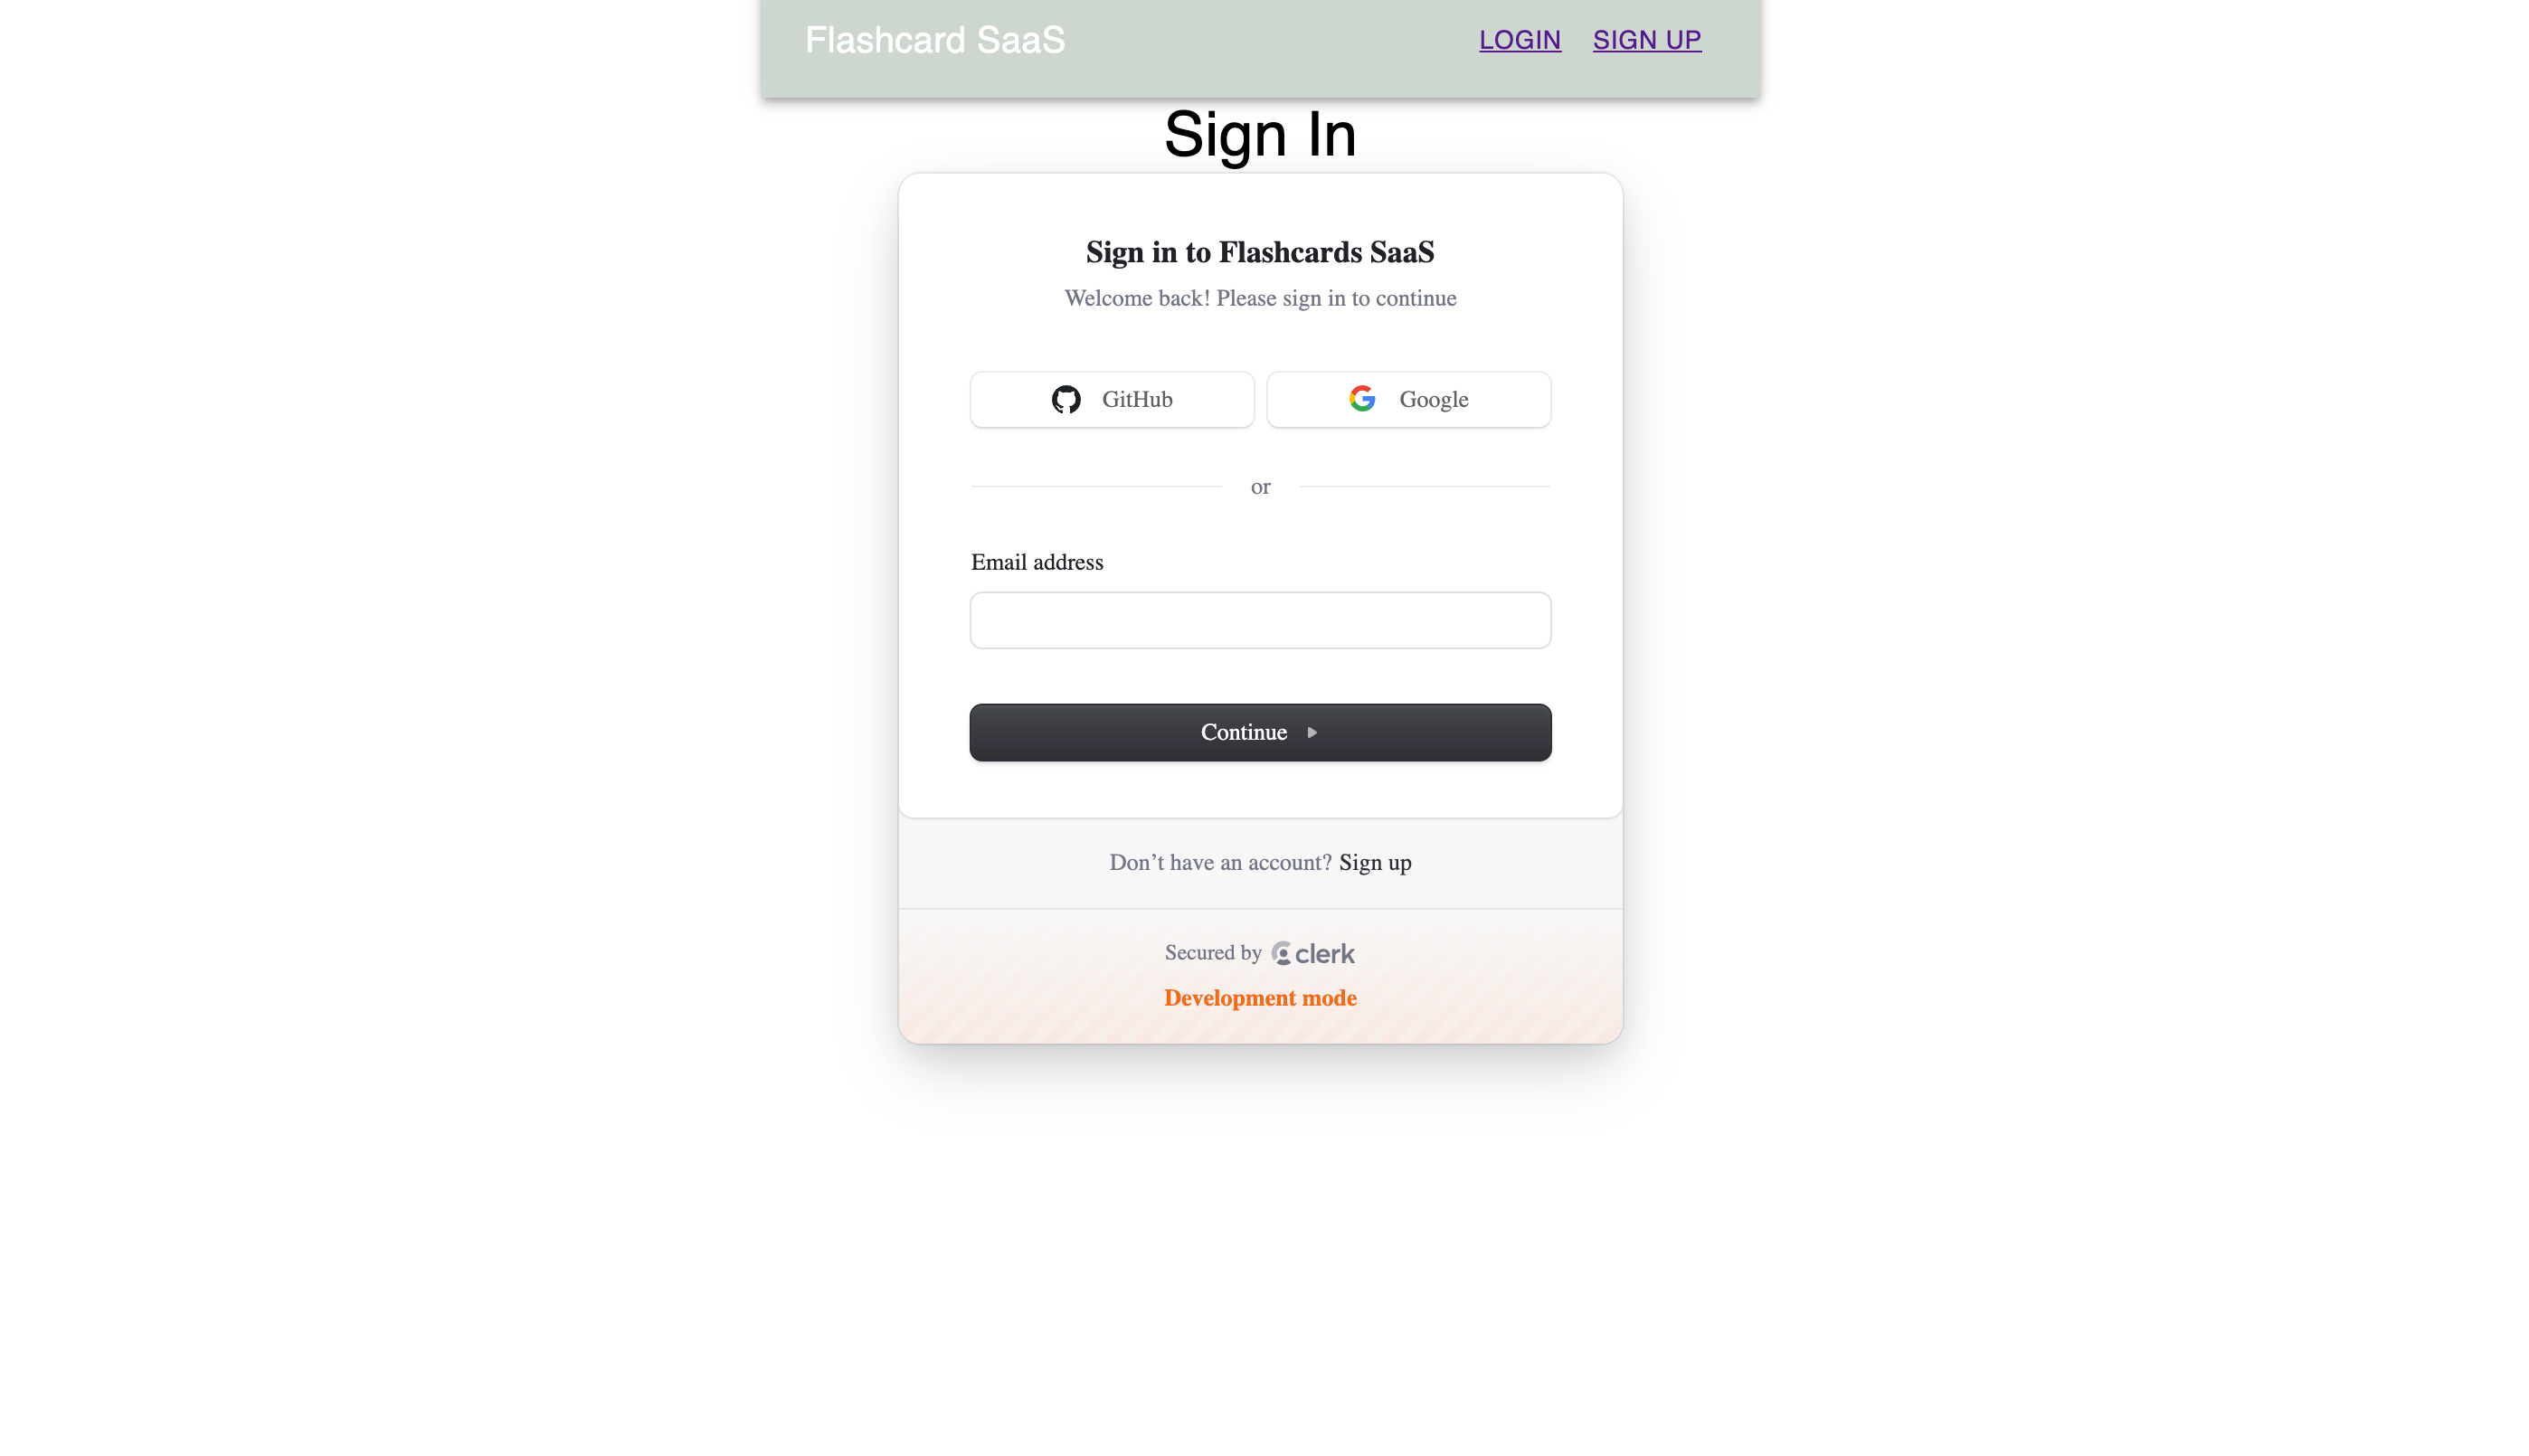 Flashcard SaaS LOGIN SIGN UP
Sign In
Sign in to Flashcards SaaS
Welcome back! Please sign in to continue
GitHub Google
or
Email address
Continue
Don’t have an account? Sign up
Secured by clerk
Development mode